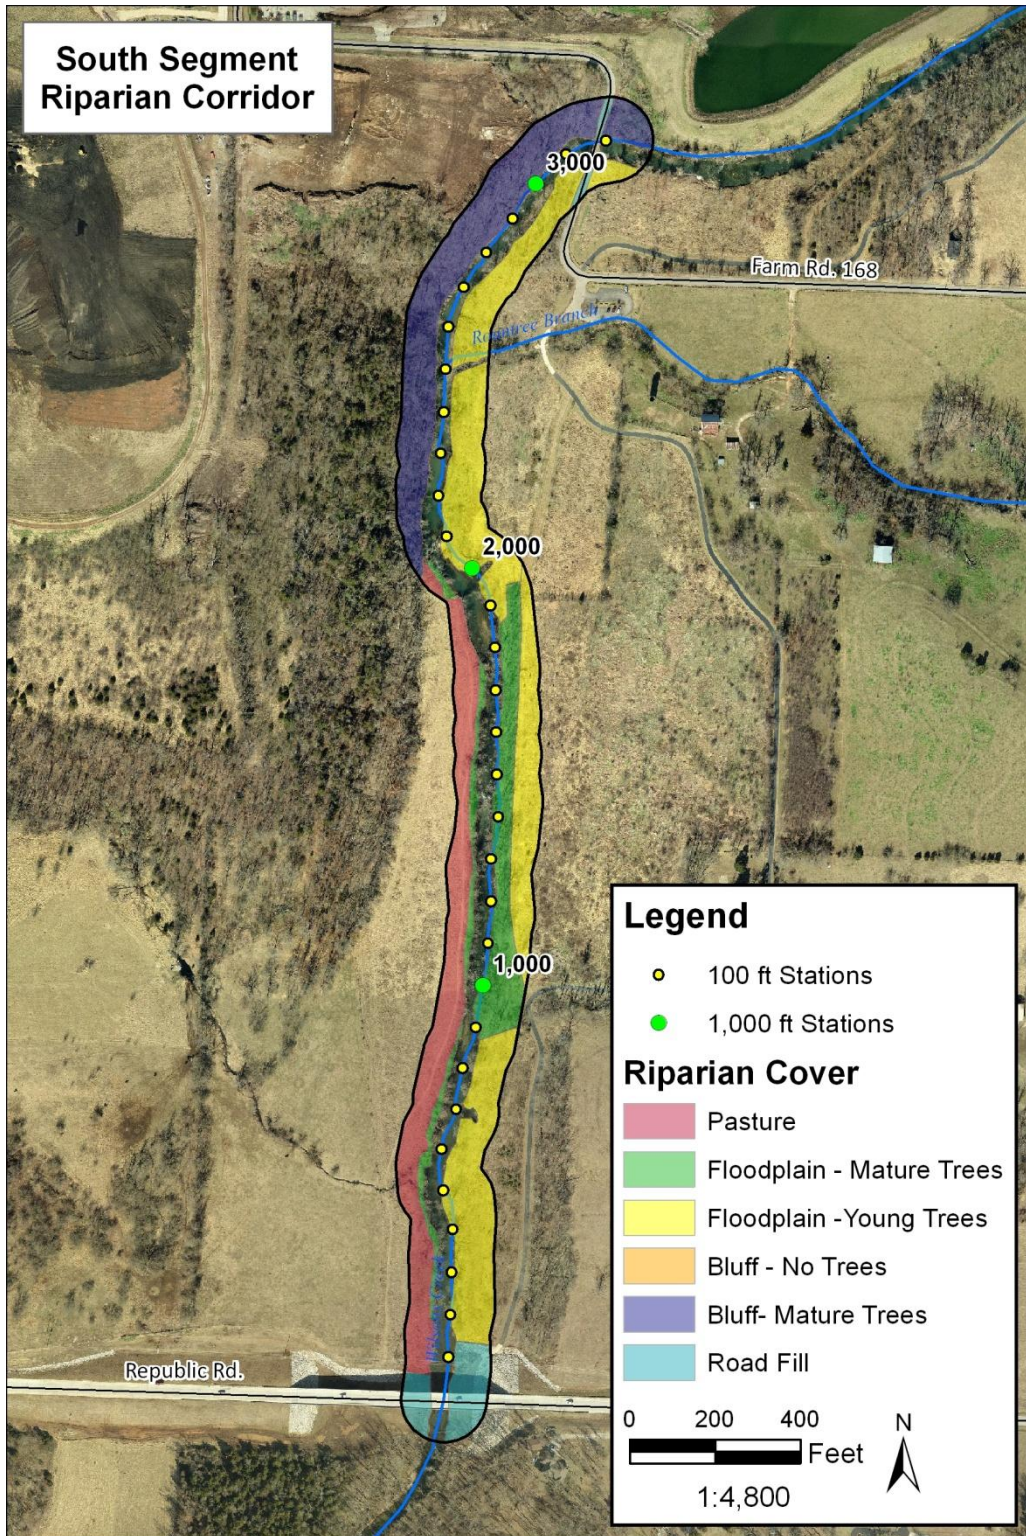 South Segment
Riparian Corridor
3,000
Farm Rd. 168
Rountree Branch
2,000
1,000
Republic Rd.
Legend
100 ft Stations
1,000 ft Stations
Riparian Cover
Pasture
Floodplain - Mature Trees
Floodplain -Young Trees
Bluff - No Trees
Bluff- Mature Trees
Road Fill
0 200 400
Feet
N
1:4,800